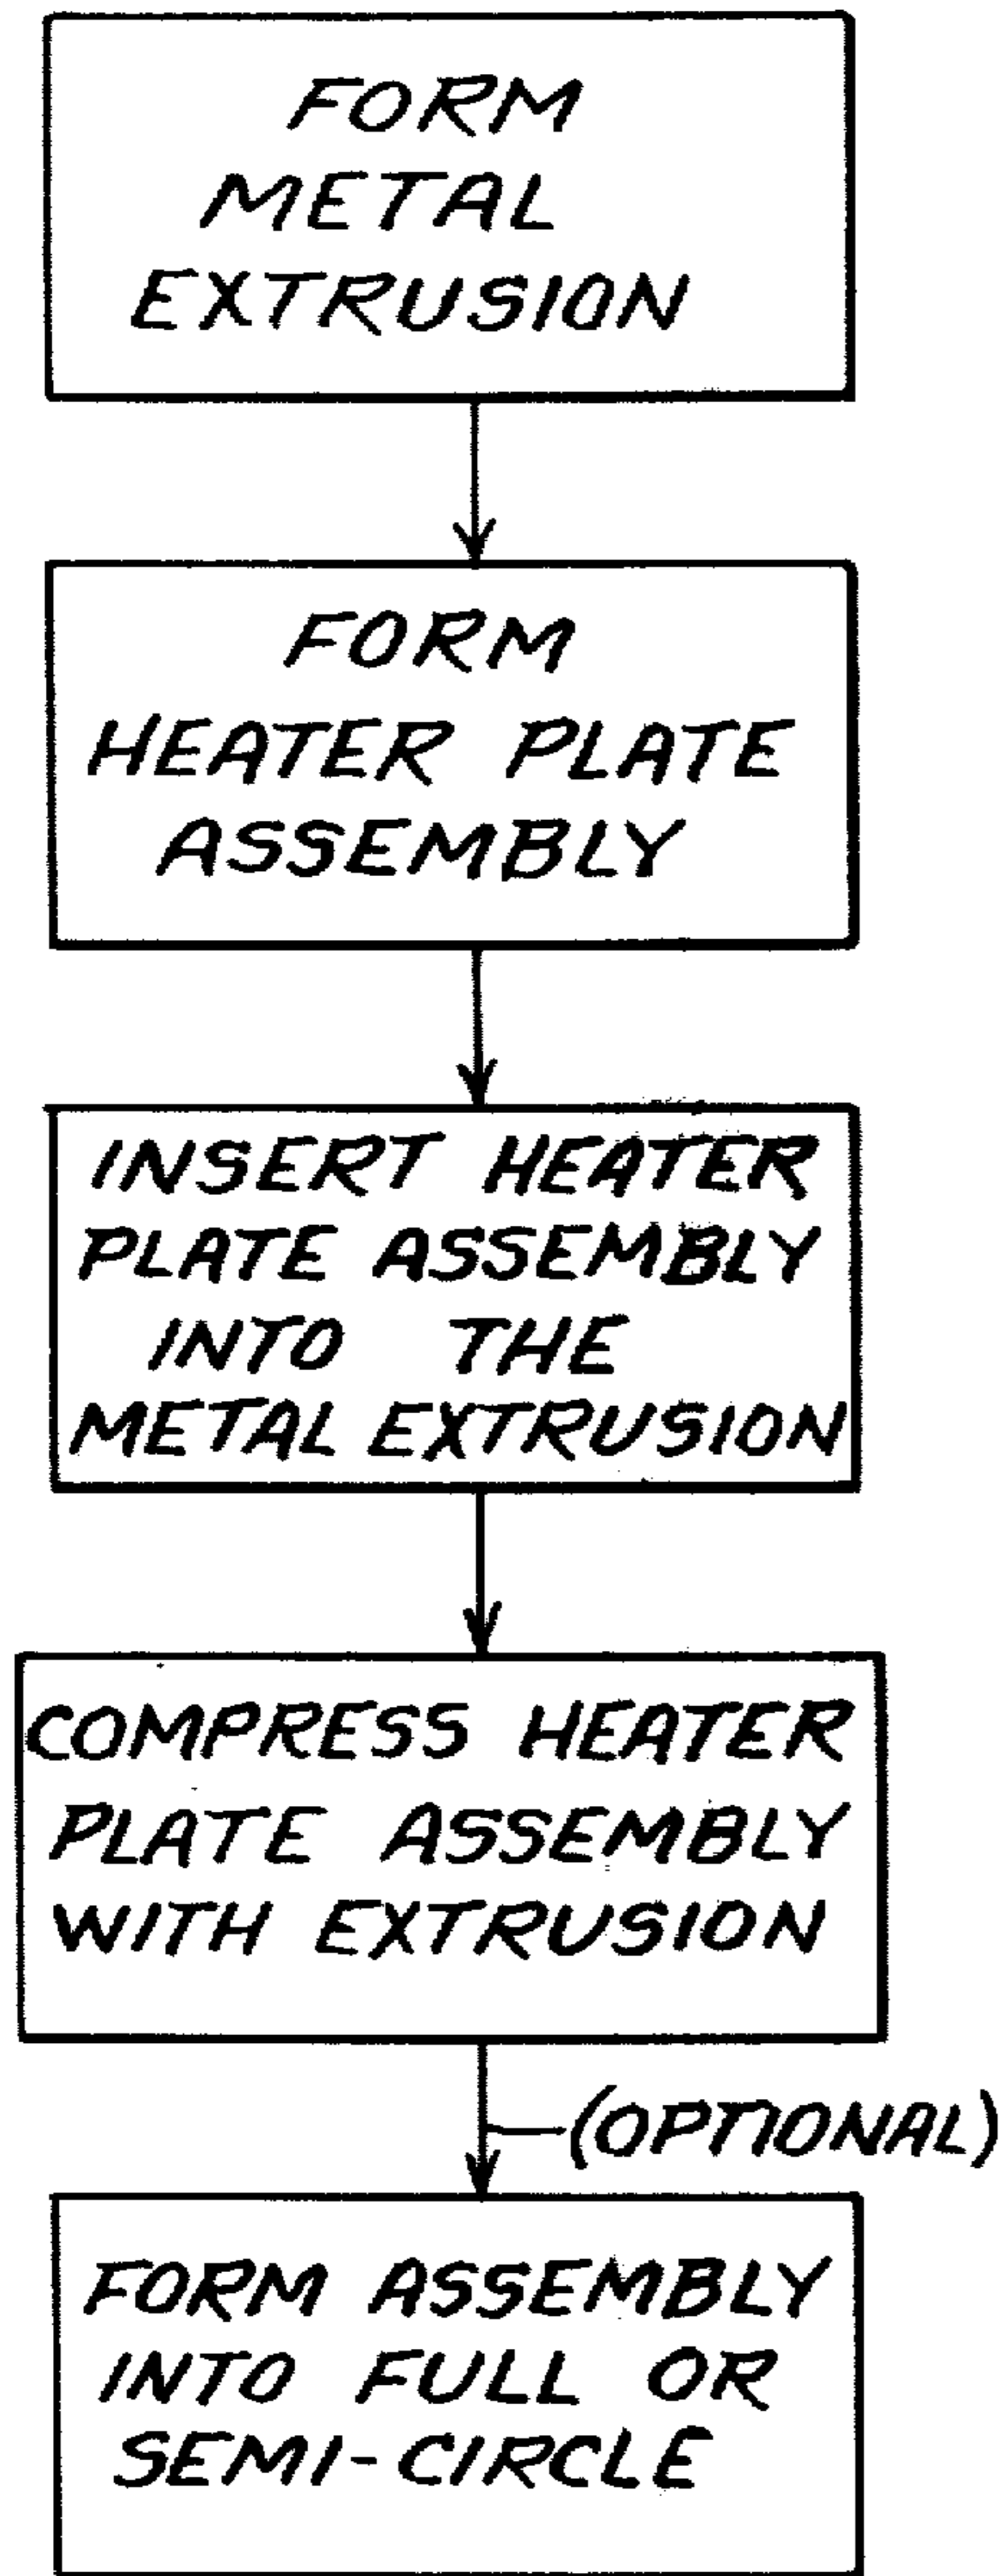 FORM
METAL
EXTRUSION
FORM
HEATER PLATE
ASSEMBLY
INSERT HEATER
PLATE ASSEMBLY
INTO THE
METAL EXTRUSION
COMPRESS HEATER
PLATE ASSEMBLY
WITH EXTRUSION
(OPTIONAL)
FORM ASSEMBLY
INTO FULL OR
SEMI-CIRCLE